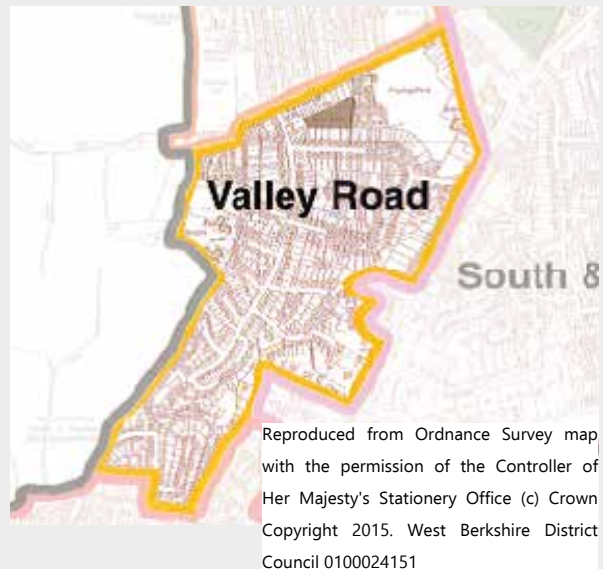 Valley Road
South &
Reproduced from Ordnance Survey map
with the permission of the Controller of
Her Majesty's Stationery Office (c) Crown
Copyright 2015. West Berkshire District
Council 0100024151